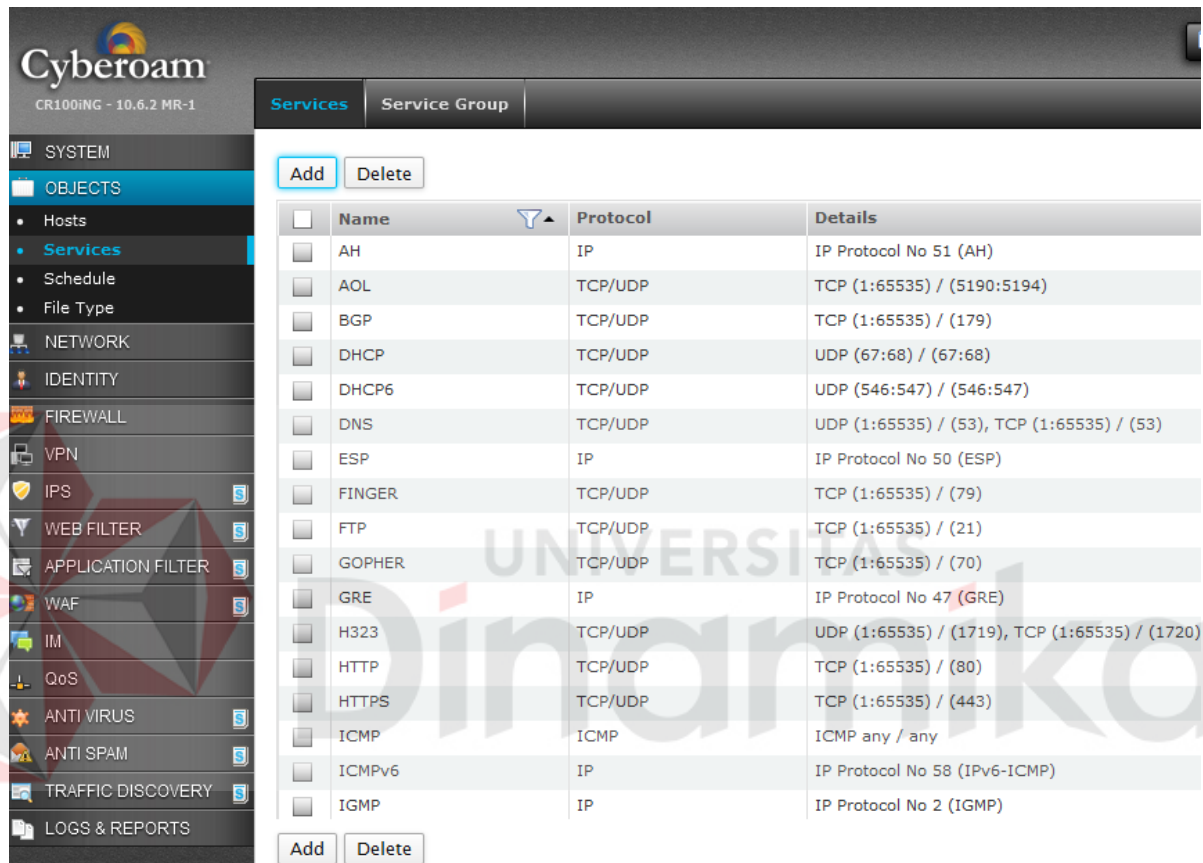 Cyberoam
CR100iNG - 10.6.2 MR-1
Services
Service Group
SYSTEM
OBJECTS
Hosts
Services
Schedule
File Type
NETWORK
IDENTITY
FIREWALL
VPN
IPS
WEB FILTER
APPLICATION FILTER
WAF
IM
QoS
ANTI VIRUS
ANTI SPAM
TRAFFIC DISCOVERY
LOGS & REPORTS
Add Delete
Name Protocol Details
AH IP IP Protocol No 51 (AH)
AOL TCP/UDP TCP (1:65535) / (5190:5194)
BGP TCP/UDP TCP (1:65535) / (179)
DHCP TCP/UDP UDP (67:68) / (67:68)
DHCP6 TCP/UDP UDP (546:547) / (546:547)
DNS TCP/UDP UDP (1:65535) / (53), TCP (1:65535) / (53)
ESP IP IP Protocol No 50 (ESP)
FINGER TCP/UDP TCP (1:65535) / (79)
FTP TCP/UDP TCP (1:65535) / (21)
GOPHER TCP/UDP TCP (1:65535) / (70)
GRE IP IP Protocol No 47 (GRE)
H323 TCP/UDP UDP (1:65535) / (1719), TCP (1:65535) / (1720)
HTTP TCP/UDP TCP (1:65535) / (80)
HTTPS TCP/UDP TCP (1:65535) / (443)
ICMP ICMP ICMP any / any
ICMPv6 IP IP Protocol No 58 (IPv6-ICMP)
IGMP IP IP Protocol No 2 (IGMP)
Add Delete
UNIVERSITAS
Dinamika